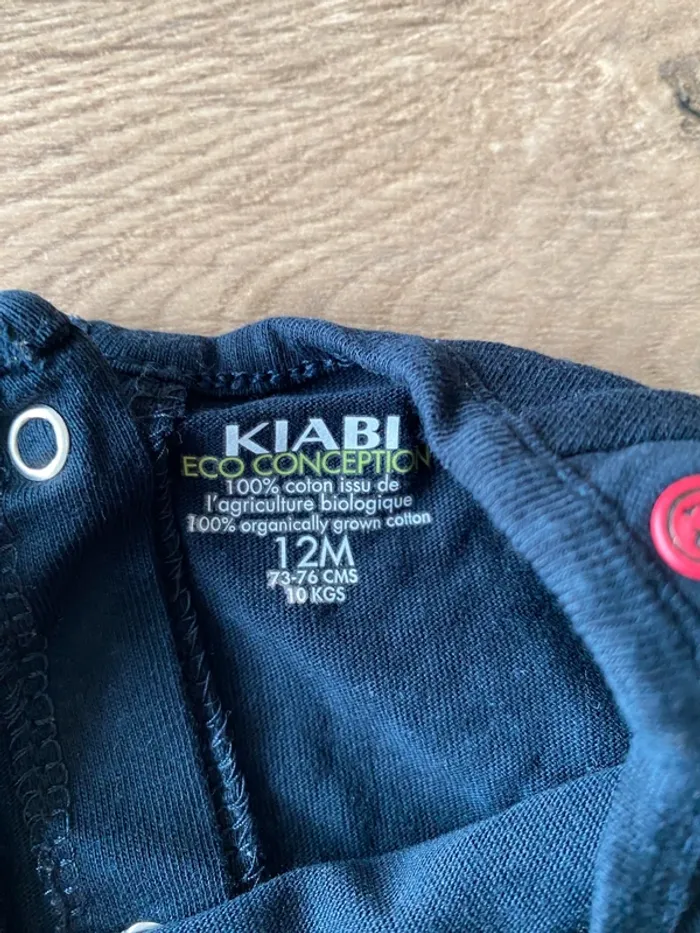 KIABI
ECO CONCEPTION
100% coton issu de
l'agriculture biologique
100% organically grown cotton
12M
73-76 CMS
10 KGS